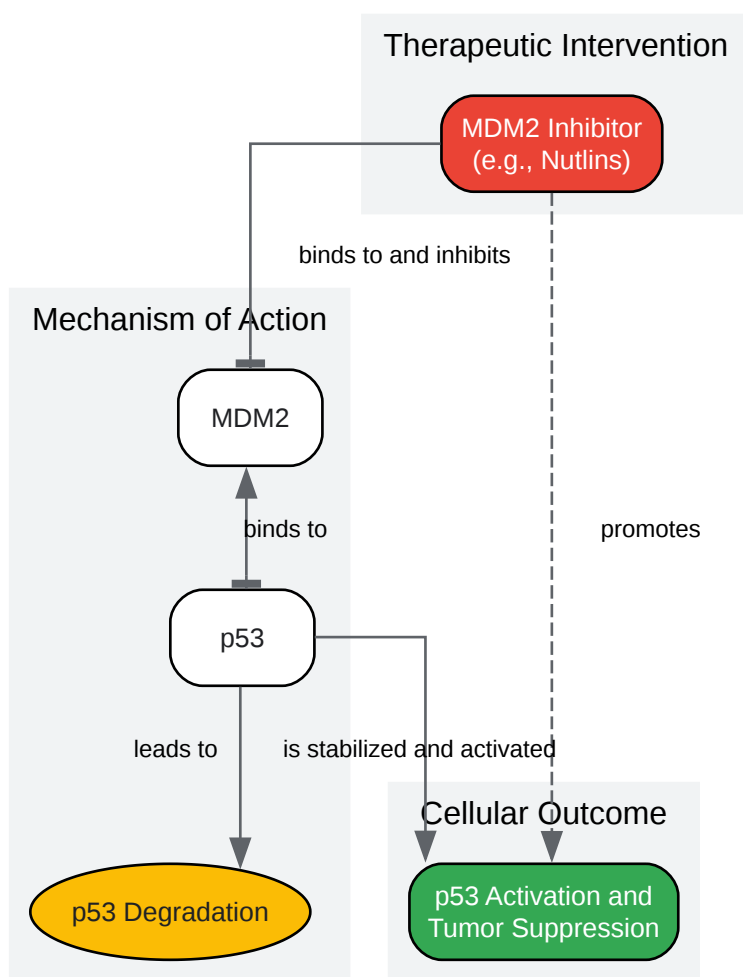 Therapeutic Intervention
MDM2 Inhibitor
(e.g., Nutlins)
binds to and inhibits
Mechanism of Action
MDM2
binds to
promotes
p53
leads to
is stabilized and activated
Cellular Outcome
p53 Degradation
p53 Activation and
Tumor Suppression